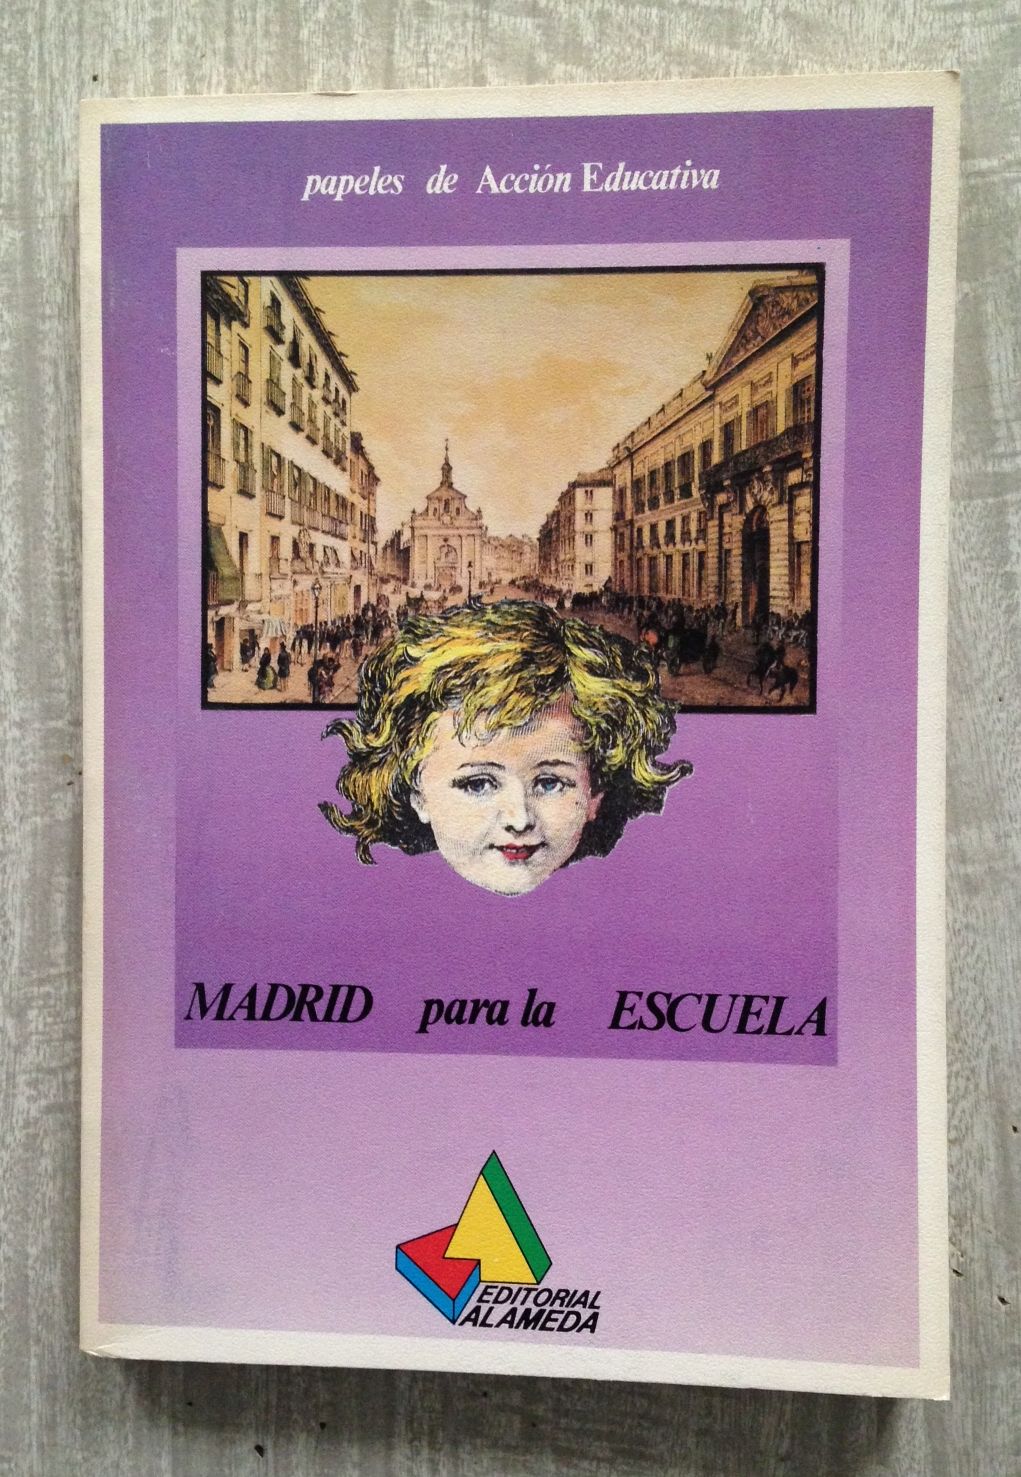 papeles de Acción Educativa
MADRID para la ESCUELA
EDITORIAL
ALAMEDA